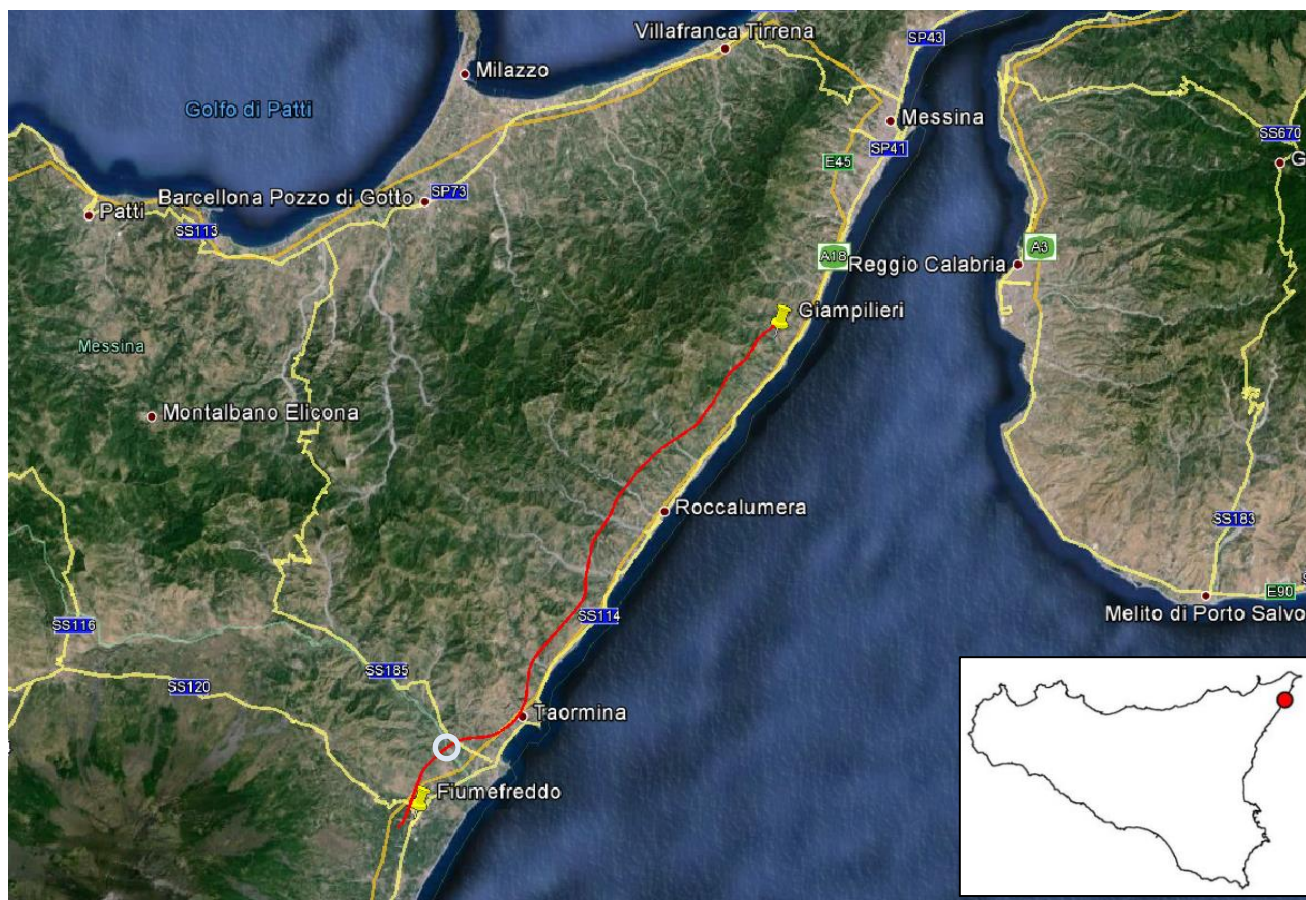 Villafranca Tirrena
SP43
Milazzo
Golfo di Patti
Messina
SS670
G
SP41
E45
Barcellona Pozzo di Gotto
SP73
Patti
SS113
A18
Reggio Calabria
A3
Giampilieri
Messina
Montalbano Elicona
Roccalumera
SS183
E90
Melito di Porto Salvo
SS114
SS116
SS185
SS120
Taormina
Fiumefreddo